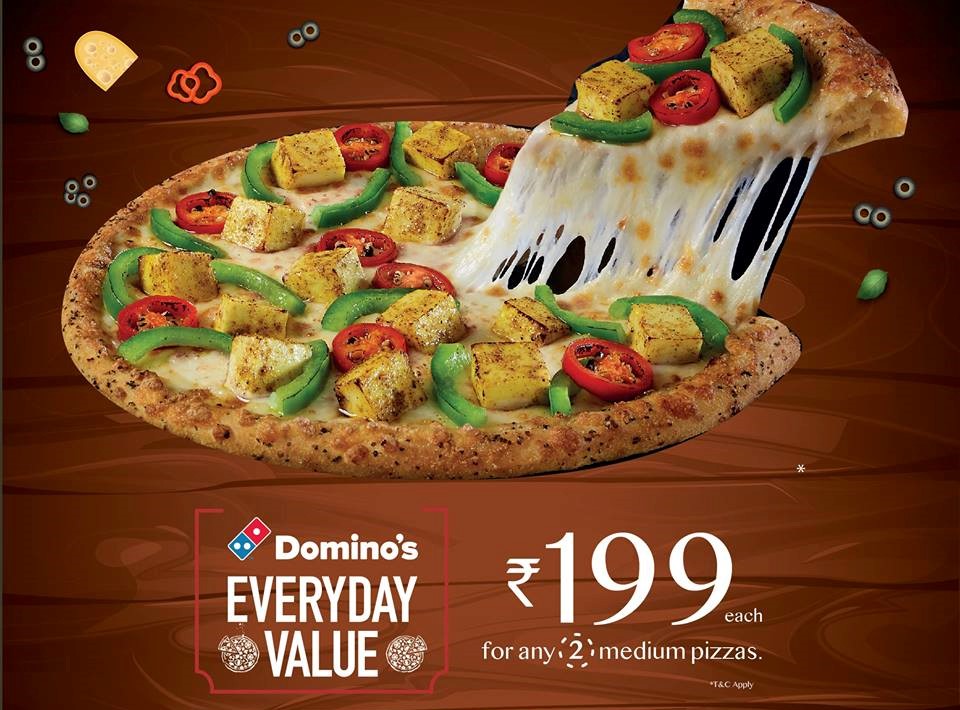 *
Domino's
EVERYDAY
VALUE
₹199 each
for any 2 medium pizzas.
*T&C Apply